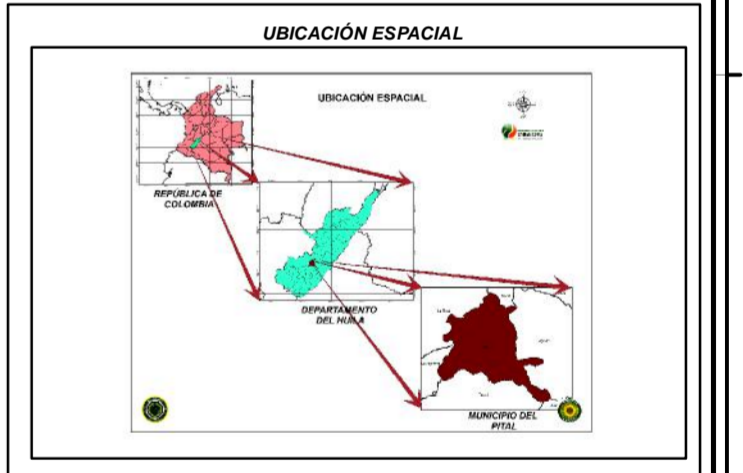 UBICACIÓN ESPACIAL
UBICACIÓN ESPACIAL
REPÚBLICA DE
COLOMBIA
DEPARTAMENTO
DEL HUILA
MUNICIPIO DEL
PITAL